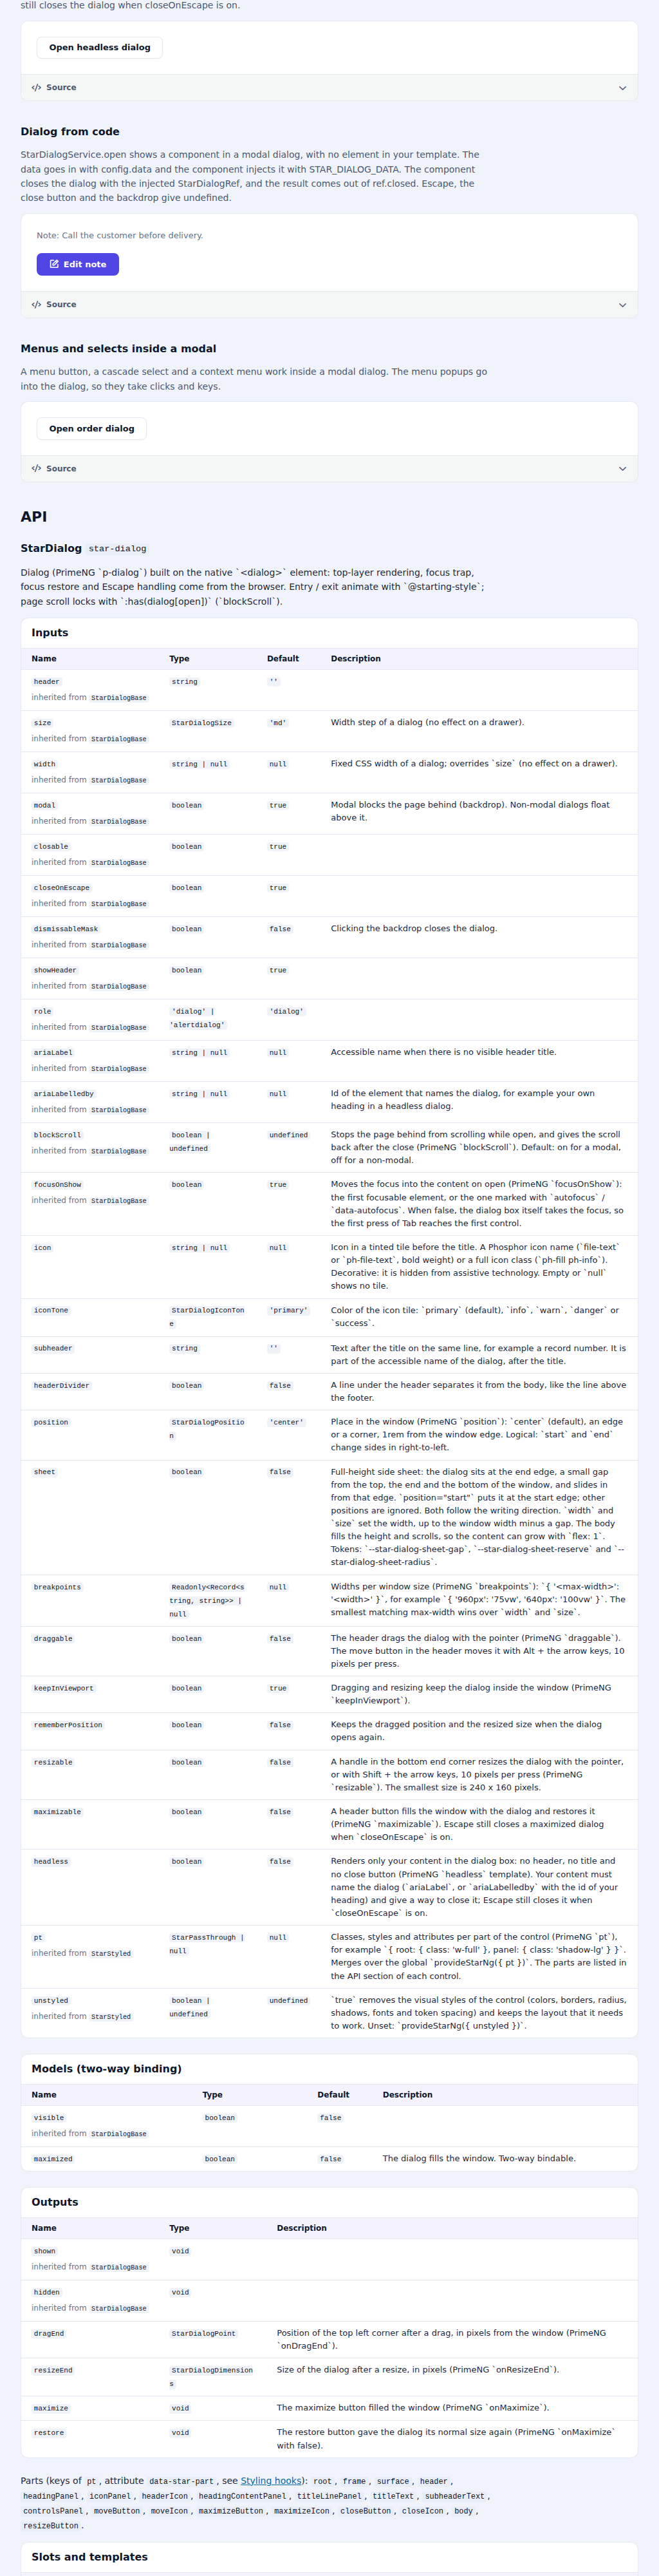 still closes the dialog when closeOnEscape is on.
Open headless dialog
</> Source
Dialog from code
StarDialogService.open shows a component in a modal dialog, with no element in your template. The
data goes in with config.data and the component injects it with STAR_DIALOG_DATA. The component
closes the dialog with the injected StarDialogRef, and the result comes out of ref.closed. Escape, the
close button and the backdrop give undefined.
Note: Call the customer before delivery.
Edit note
</> Source
Menus and selects inside a modal
A menu button, a cascade select and a context menu work inside a modal dialog. The menu popups go
into the dialog, so they take clicks and keys.
Open order dialog
</> Source
API
StarDialog star-dialog
Dialog (PrimeNG `p-dialog`) built on the native `<dialog>` element: top-layer rendering, focus trap,
focus restore and Escape handling come from the browser. Entry / exit animate with `@starting-style`;
page scroll locks with `:has(dialog[open])` (`blockScroll`).
Inputs
Name Type Default Description
header string ''
inherited from StarDialogBase
size StarDialogSize 'md' Width step of a dialog (no effect on a drawer).
inherited from StarDialogBase
width string | null null Fixed CSS width of a dialog; overrides `size` (no effect on a drawer).
inherited from StarDialogBase
modal boolean true Modal blocks the page behind (backdrop). Non-modal dialogs float
above it.
inherited from StarDialogBase
closable boolean true
inherited from StarDialogBase
closeOnEscape boolean true
inherited from StarDialogBase
dismissableMask boolean false Clicking the backdrop closes the dialog.
inherited from StarDialogBase
showHeader boolean true
inherited from StarDialogBase
role 'dialog' | 'dialog'
'alertdialog'
inherited from StarDialogBase
ariaLabel string | null null Accessible name when there is no visible header title.
inherited from StarDialogBase
ariaLabelledby string | null null Id of the element that names the dialog, for example your own
heading in a headless dialog.
inherited from StarDialogBase
blockScroll boolean | undefined Stops the page behind from scrolling while open, and gives the scroll
inherited from StarDialogBase undefined back after the close (PrimeNG `blockScroll`). Default: on for a modal,
off for a non-modal.
focusOnShow boolean true Moves the focus into the content on open (PrimeNG `focusOnShow`):
inherited from StarDialogBase the first focusable element, or the one marked with `autofocus` /
`data-autofocus`. When false, the dialog box itself takes the focus, so
the first press of Tab reaches the first control.
icon string | null null Icon in a tinted tile before the title. A Phosphor icon name (`file-text`
or `ph-file-text`, bold weight) or a full icon class (`ph-fill ph-info`).
Decorative: it is hidden from assistive technology. Empty or `null`
shows no tile.
iconTone StarDialogIconTon 'primary' Color of the icon tile: `primary` (default), `info`, `warn`, `danger` or
e `success`.
subheader string '' Text after the title on the same line, for example a record number. It is
part of the accessible name of the dialog, after the title.
headerDivider boolean false A line under the header separates it from the body, like the line above
the footer.
position StarDialogPositio 'center' Place in the window (PrimeNG `position`): `center` (default), an edge
n or a corner, 1rem from the window edge. Logical: `start` and `end`
change sides in right-to-left.
sheet boolean false Full-height side sheet: the dialog sits at the end edge, a small gap
from the top, the end and the bottom of the window, and slides in
from that edge. `position="start"` puts it at the start edge; other
positions are ignored. Both follow the writing direction. `width` and
`size` set the width, up to the window width minus a gap. The body
fills the height and scrolls, so the content can grow with `flex: 1`.
Tokens: `--star-dialog-sheet-gap`, `--star-dialog-sheet-reserve` and `--
star-dialog-sheet-radius`.
breakpoints Readonly<Record<s null Widths per window size (PrimeNG `breakpoints`): `{ '<max-width>':
tring, string>> | '<width>' }`, for example `{ '960px': '75vw', '640px': '100vw' }`. The
null smallest matching max-width wins over `width` and `size`.
draggable boolean false The header drags the dialog with the pointer (PrimeNG `draggable`).
The move button in the header moves it with Alt + the arrow keys, 10
pixels per press.
keepInViewport boolean true Dragging and resizing keep the dialog inside the window (PrimeNG
`keepInViewport`).
rememberPosition boolean false Keeps the dragged position and the resized size when the dialog
opens again.
resizable boolean false A handle in the bottom end corner resizes the dialog with the pointer,
or with Shift + the arrow keys, 10 pixels per press (PrimeNG
`resizable`). The smallest size is 240 x 160 pixels.
maximizable boolean false A header button fills the window with the dialog and restores it
(PrimeNG `maximizable`). Escape still closes a maximized dialog
when `closeOnEscape` is on.
headless boolean false Renders only your content in the dialog box: no header, no title and
no close button (PrimeNG `headless` template). Your content must
name the dialog (`ariaLabel`, or `ariaLabelledby` with the id of your
heading) and give a way to close it; Escape still closes it when
`closeOnEscape` is on.
pt StarPassThrough | null Classes, styles and attributes per part of the control (PrimeNG `pt`),
inherited from StarStyled null for example `{ root: { class: 'w-full' }, panel: { class: 'shadow-lg' } }`.
Merges over the global `provideStarNg({ pt })`. The parts are listed in
the API section of each control.
unstyled boolean | undefined `true` removes the visual styles of the control (colors, borders, radius,
inherited from StarStyled undefined shadows, fonts and token spacing) and keeps the layout that it needs
to work. Unset: `provideStarNg({ unstyled })`.
Models (two-way binding)
Name Type Default Description
visible boolean false
inherited from StarDialogBase
maximized boolean false The dialog fills the window. Two-way bindable.
Outputs
Name Type Description
shown void
inherited from StarDialogBase
hidden void
inherited from StarDialogBase
dragEnd StarDialogPoint Position of the top left corner after a drag, in pixels from the window (PrimeNG
`onDragEnd`).
resizeEnd StarDialogDimension Size of the dialog after a resize, in pixels (PrimeNG `onResizeEnd`).
s
maximize void The maximize button filled the window (PrimeNG `onMaximize`).
restore void The restore button gave the dialog its normal size again (PrimeNG `onMaximize`
with false).
Parts (keys of pt, attribute data-star-part, see Styling hooks): root, frame, surface, header,
headingPanel, iconPanel, headerIcon, headingContentPanel, titleLinePanel, titleText, subheaderText,
controlsPanel, moveButton, moveIcon, maximizeButton, maximizeIcon, closeButton, closeIcon, body,
resizeButton.
Slots and templates